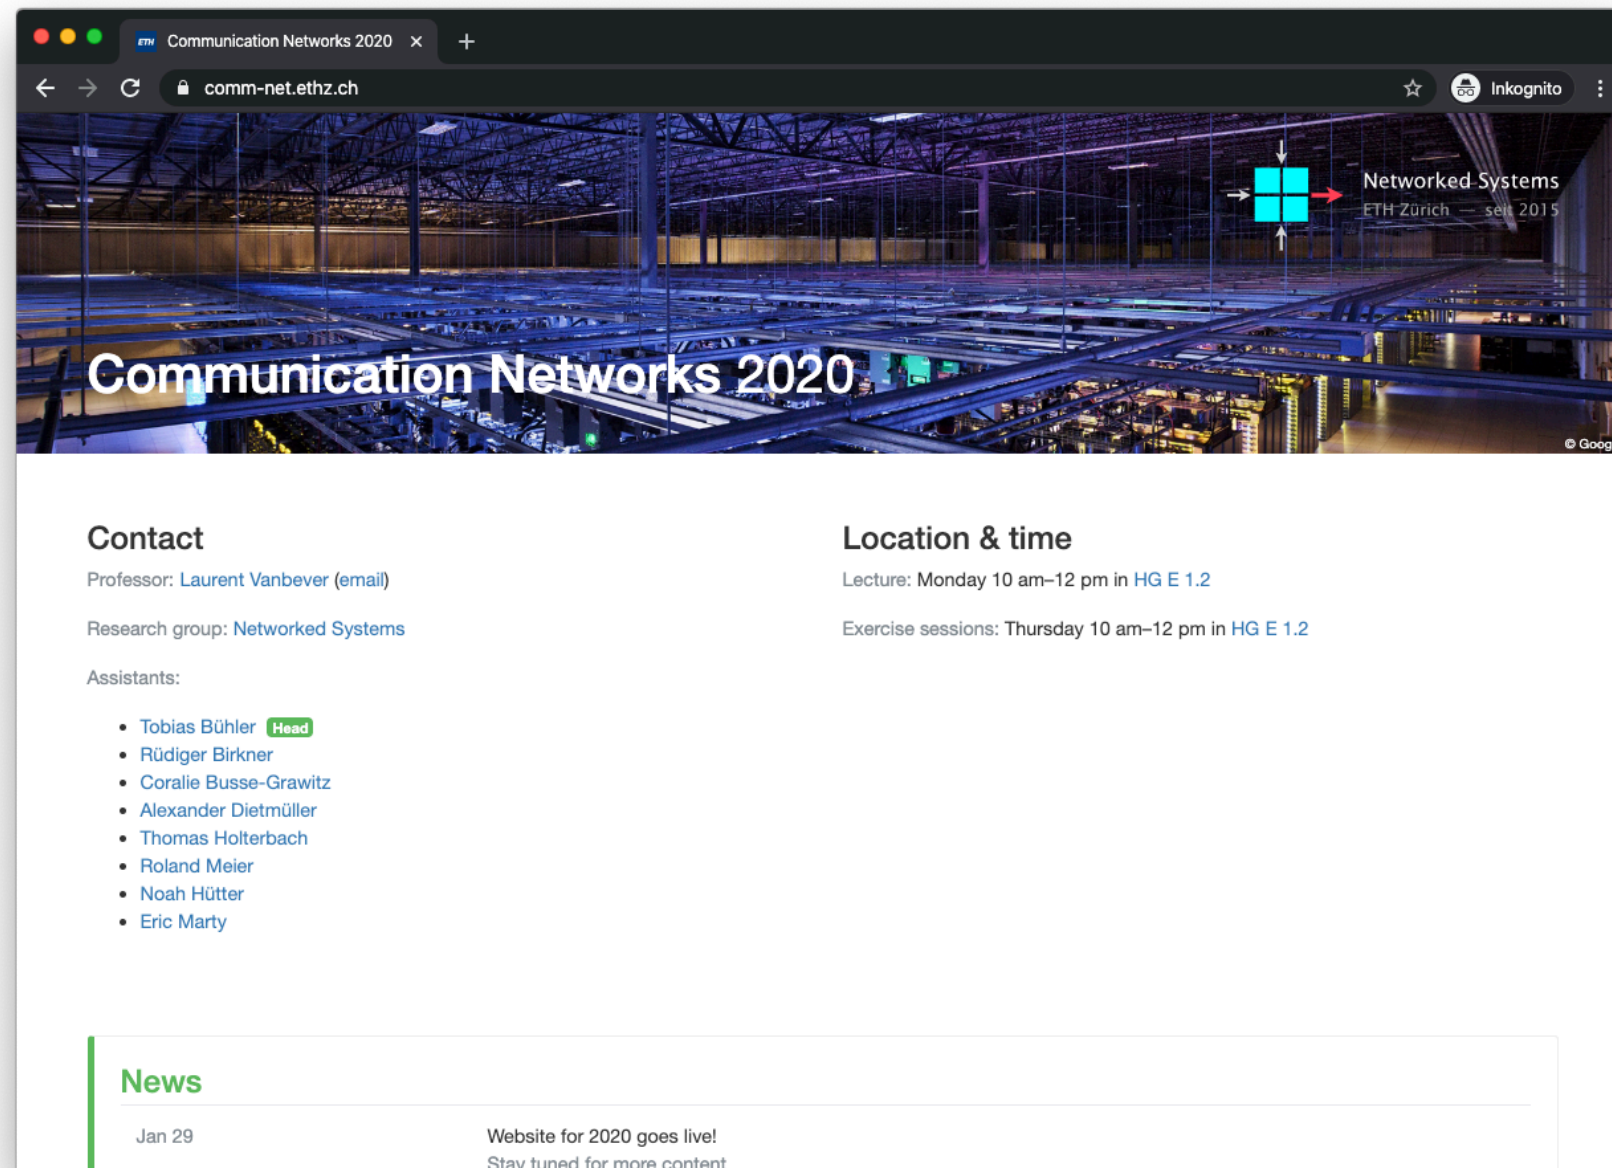 ETH Communication Networks 2020
comm-net.ethz.ch
Inkognito
Networked Systems
ETH Zürich — seit 2015
Communication Networks 2020
©
Contact
Professor: Laurent Vanbever (email)
Research group: Networked Systems
Assistants:
Tobias Bühler Head
Rüdiger Birkner
Coralie Busse-Grawitz
Alexander Dietmüller
Thomas Holterbach
Roland Meier
Noah Hütter
Eric Marty
Location & time
Lecture: Monday 10 am–12 pm in HG E 1.2
Exercise sessions: Thursday 10 am–12 pm in HG E 1.2
News
Jan 29 Website for 2020 goes live!
Stay tuned for more content